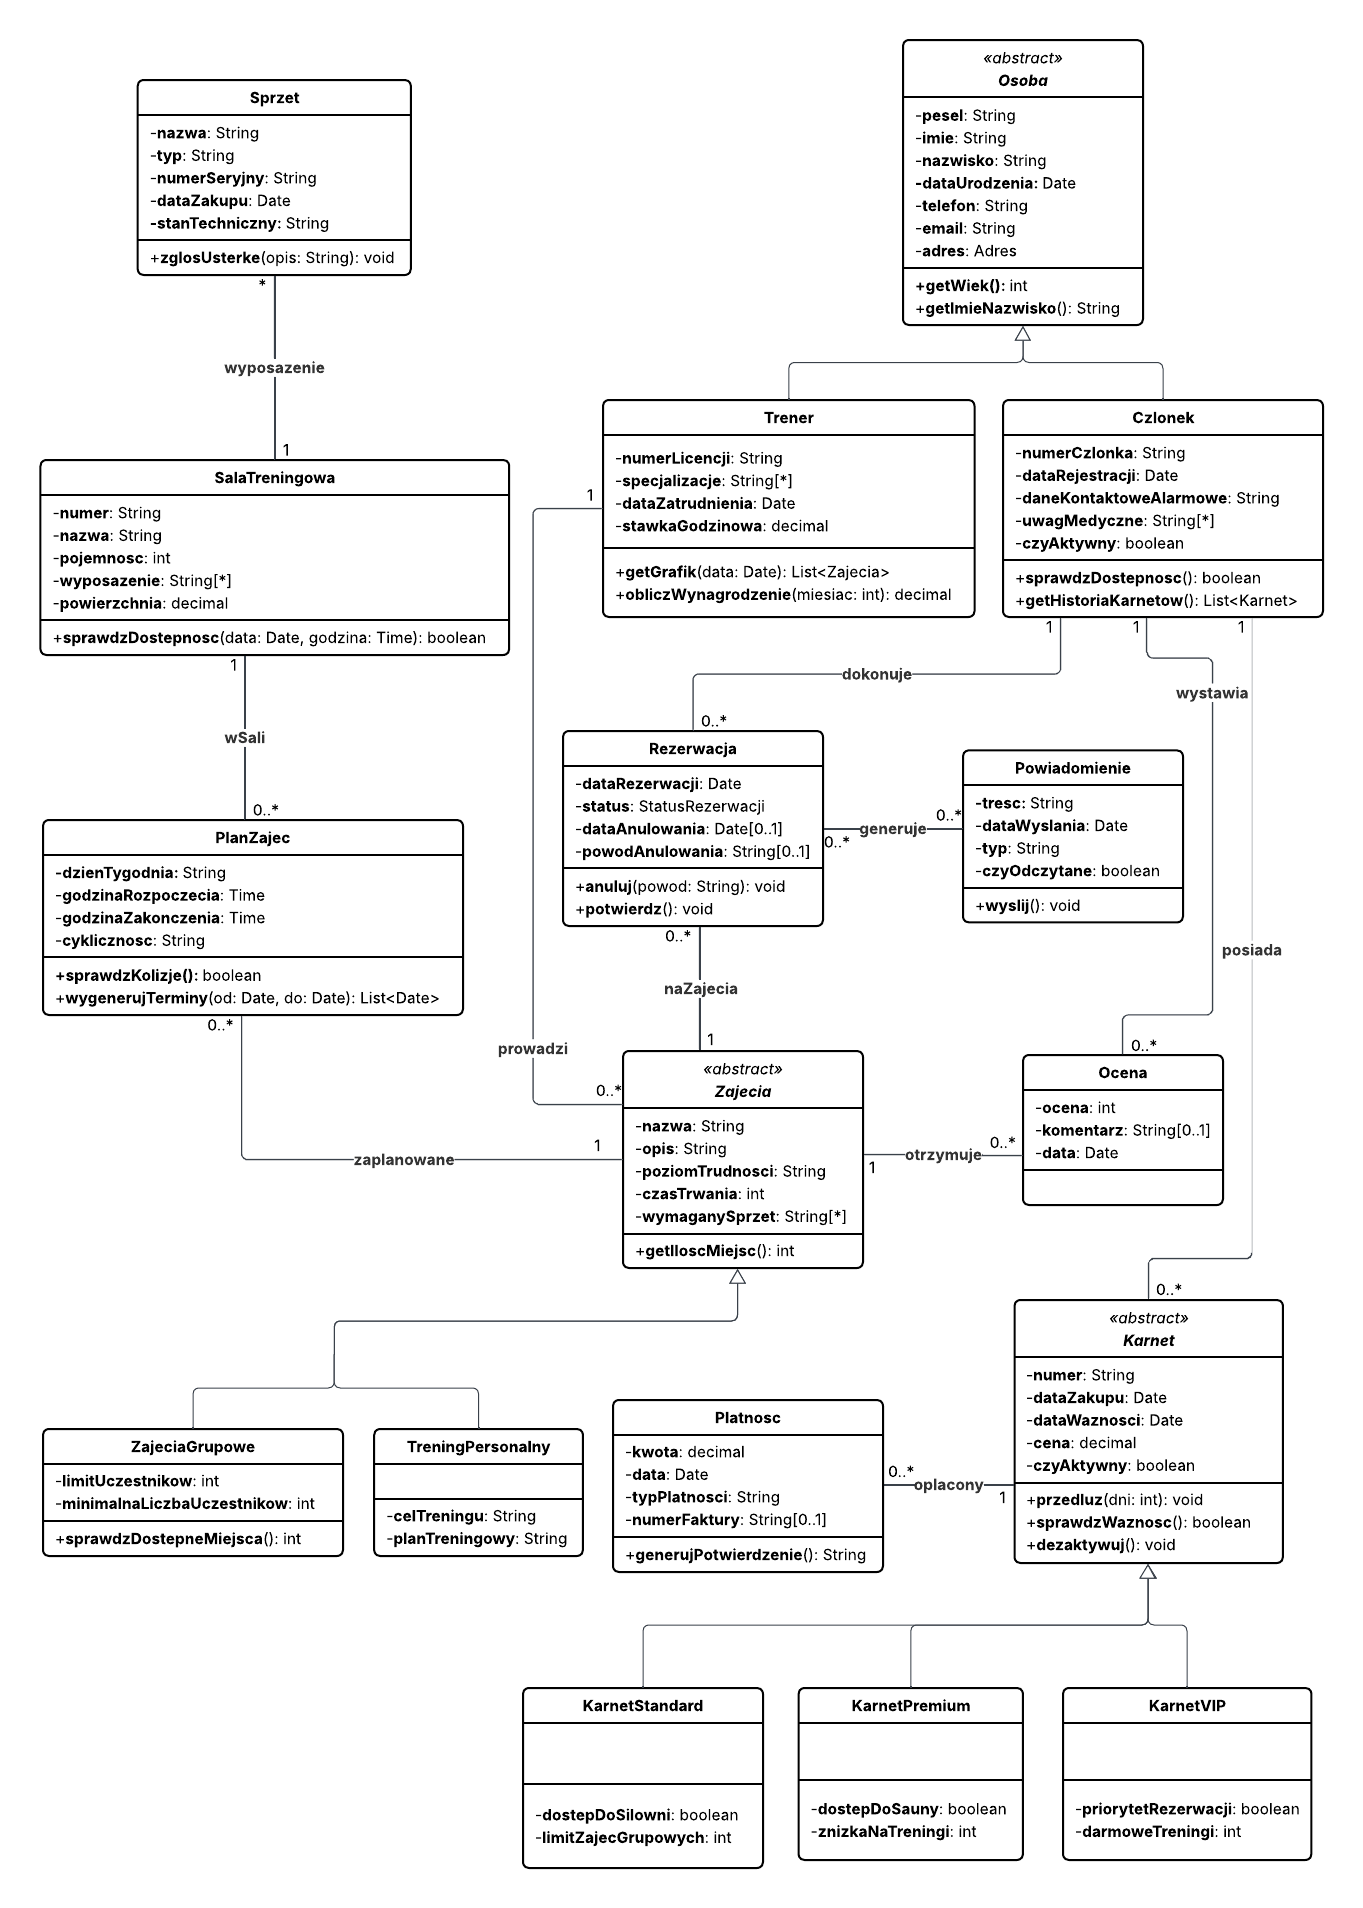 «abstract»
Osoba
-pesel: String
-imie: String
-nazwisko: String
-dataUrodzenia: Date
-telefon: String
-email: String
-adres: Adres
+getWiek(): int
+getImieNazwisko(): String
Sprzet
-nazwa: String
-typ: String
-numerSeryjny: String
-dataZakupu: Date
-stanTechniczny: String
+zglosUsterke(opis: String): void
*
wyposazenie
1
SalaTreningowa
-numer: String
-nazwa: String
-pojemnosc: int
-wyposazenie: String[*]
-powierzchnia: decimal
+sprawdzDostepnosc(data: Date, godzina: Time): boolean
1
wSali
0..*
Trener
-numerLicencji: String
-specjalizacje: String[*]
-dataZatrudnienia: Date
-stawkaGodzinowa: decimal
+getGrafik(data: Date): List<Zajecia>
+obliczWynagrodzenie(miesiac: int): decimal
1
prowadzi
0..*
Czlonek
-numerCzlonka: String
-dataRejestracji: Date
-daneKontaktoweAlarmowe: String
-uwagMedyczne: String[*]
-czyAktywny: boolean
+sprawdzDostepnosc(): boolean
+getHistoriaKarnetow(): List<Karnet>
1
1
1
dokonuje
0..*
wystawia
0..*
posiada
0..*
Rezerwacja
-dataRezerwacji: Date
-status: StatusRezerwacji
-dataAnulowania: Date[0..1]
-powodAnulowania: String[0..1]
+anuluj(powod: String): void
+potwierdz(): void
0..*
generuje
0..*
Powiadomienie
-tresc: String
-dataWyslania: Date
-typ: String
-czyOdczytane: boolean
+wyslij(): void
PlanZajec
-dzienTygodnia: String
-godzinaRozpoczecia: Time
-godzinaZakonczenia: Time
-cyklicznosc: String
+sprawdzKolizje(): boolean
+wygenerujTerminy(od: Date, do: Date): List<Date>
0..*
zaplanowane
1
0..*
naZajecia
1
«abstract»
Zajecia
-nazwa: String
-opis: String
-poziomTrudnosci: String
-czasTrwania: int
-wymaganySprzet: String[*]
+getIloscMiejsc(): int
1
otrzymuje
0..*
Ocena
-ocena: int
-komentarz: String[0..1]
-data: Date
«abstract»
Karnet
-numer: String
-dataZakupu: Date
-dataWaznosci: Date
-cena: decimal
-czyAktywny: boolean
+przedluz(dni: int): void
+sprawdzWaznosc(): boolean
+dezaktywuj(): void
ZajeciaGrupowe
-limitUczestnikow: int
-minimalnaLiczbaUczestnikow: int
+sprawdzDostepneMiejsca(): int
TreningPersonalny
-celTreningu: String
-planTreningowy: String
Platnosc
-kwota: decimal
-data: Date
-typPlatnosci: String
-numerFaktury: String[0..1]
+generujPotwierdzenie(): String
0..*
oplacony
1
KarnetStandard
-dostepDoSilowni: boolean
-limitZajecGrupowych: int
KarnetPremium
-dostepDoSauny: boolean
-znizkaNaTreningi: int
KarnetVIP
-priorytetRezerwacji: boolean
-darmoweTreningi: int